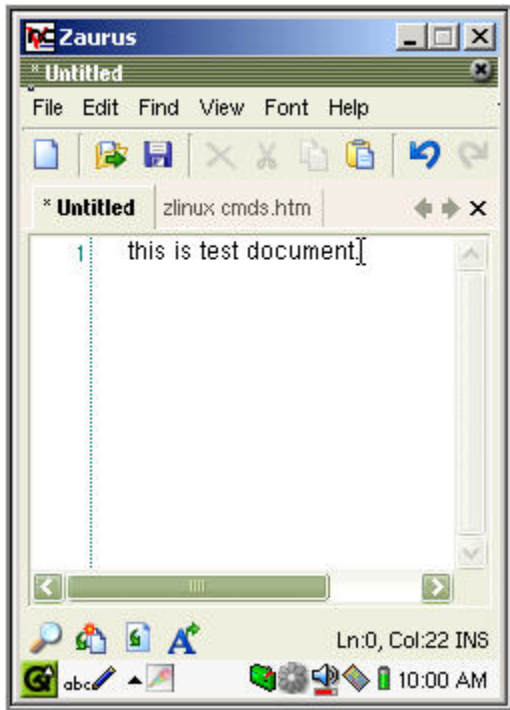 VNC Zaurus
* Untitled
File Edit Find View Font Help
* Untitled zlinux cmds.htm
1 this is test document.
Ln:0, Col:22 INS
abc 10:00 AM